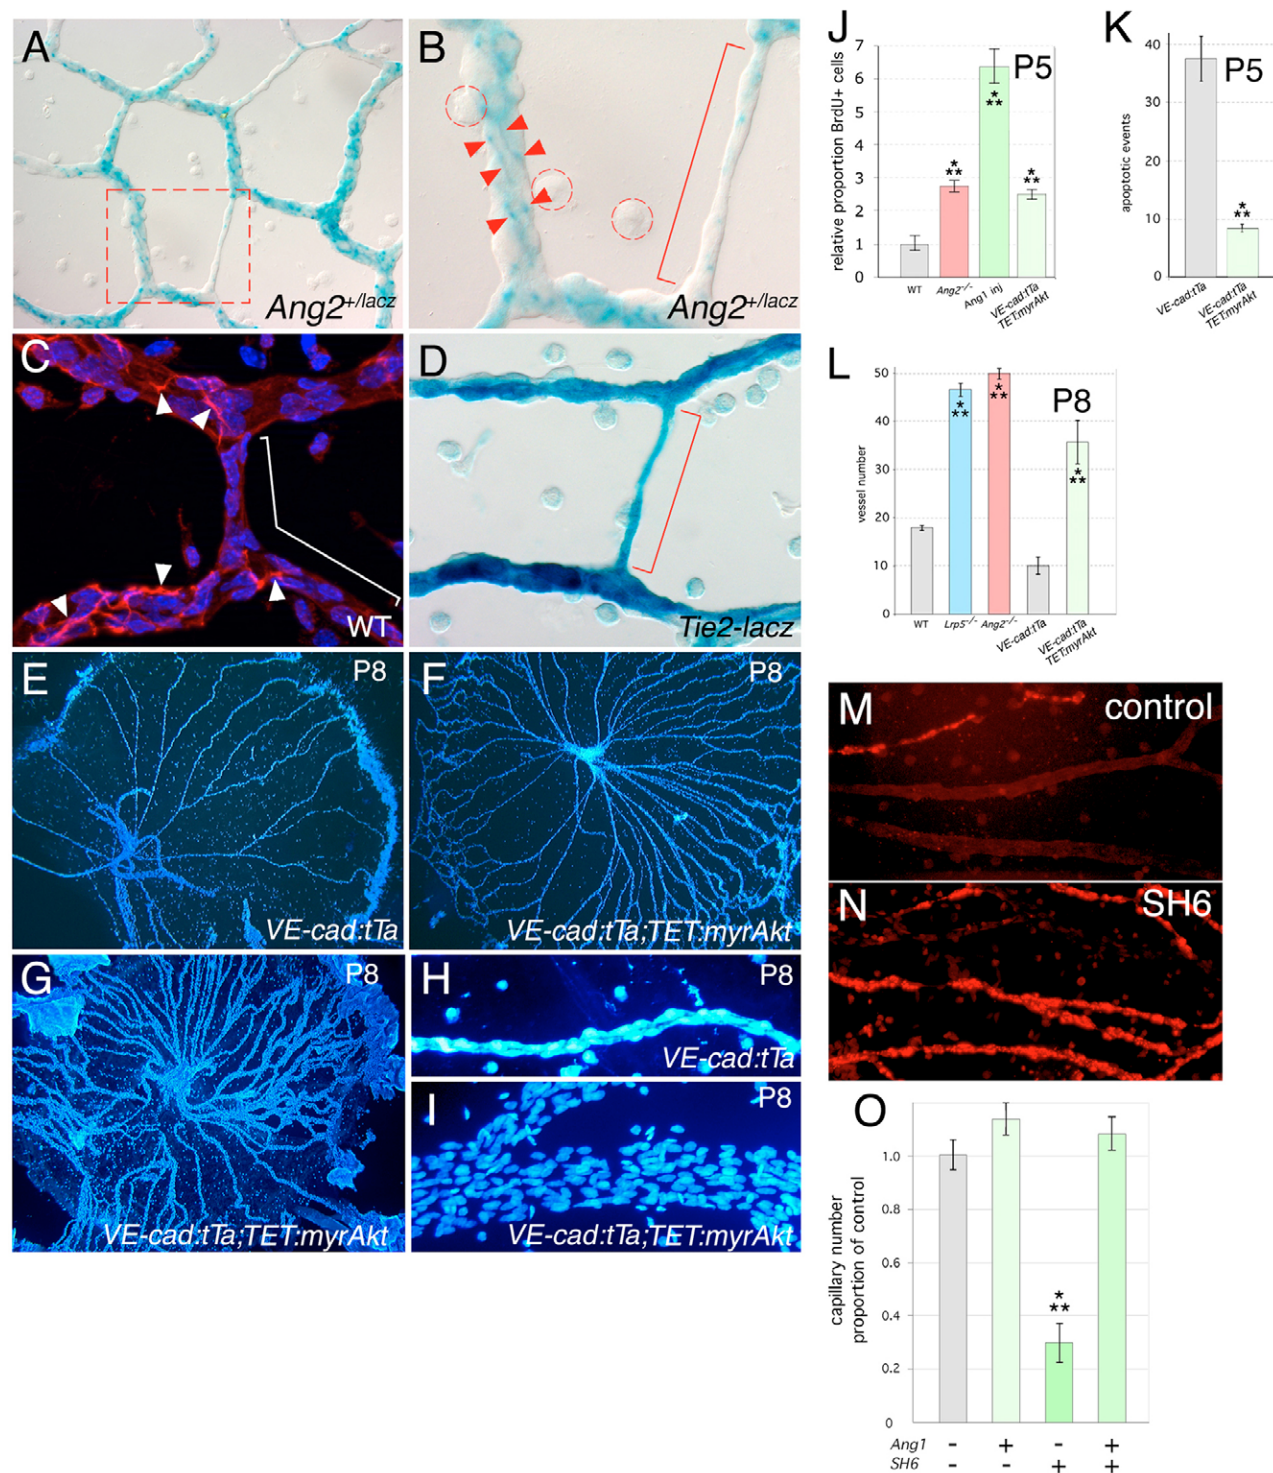 A
Ang2+/lacz
B
Ang2+/lacz
C
WT
D
Tie2-lacz
E
P8
VE-cad:tTa
F
P8
VE-cad:tTa;TET:myrAkt
G
P8
VE-cad:tTa;TET:myrAkt
H
P8
VE-cad:tTa
I
P8
VE-cad:tTa;TET:myrAkt
J
P5
relative proportion BrdU+ cells
7
6
5
4
3
2
1
0
*
**
*
**
*
**
WT
Ang2-/-
Ang1 inj
VE-cad:tTa
TET:myrAkt
K
P5
apoptotic events
40
30
20
10
0
*
**
VE-cad:tTa
VE-cad:tTa
TET:myrAkt
L
P8
vessel number
50
40
30
20
10
0
*
**
*
**
*
**
WT
Lrp5-/-
Ang2-/-
VE-cad:tTa
VE-cad:tTa
TET:myrAkt
M
control
N
SH6
O
capillary number
proportion of control
1.0
0.8
0.6
0.4
0.2
0
*
**
Ang1 - + - +
SH6 - - + +